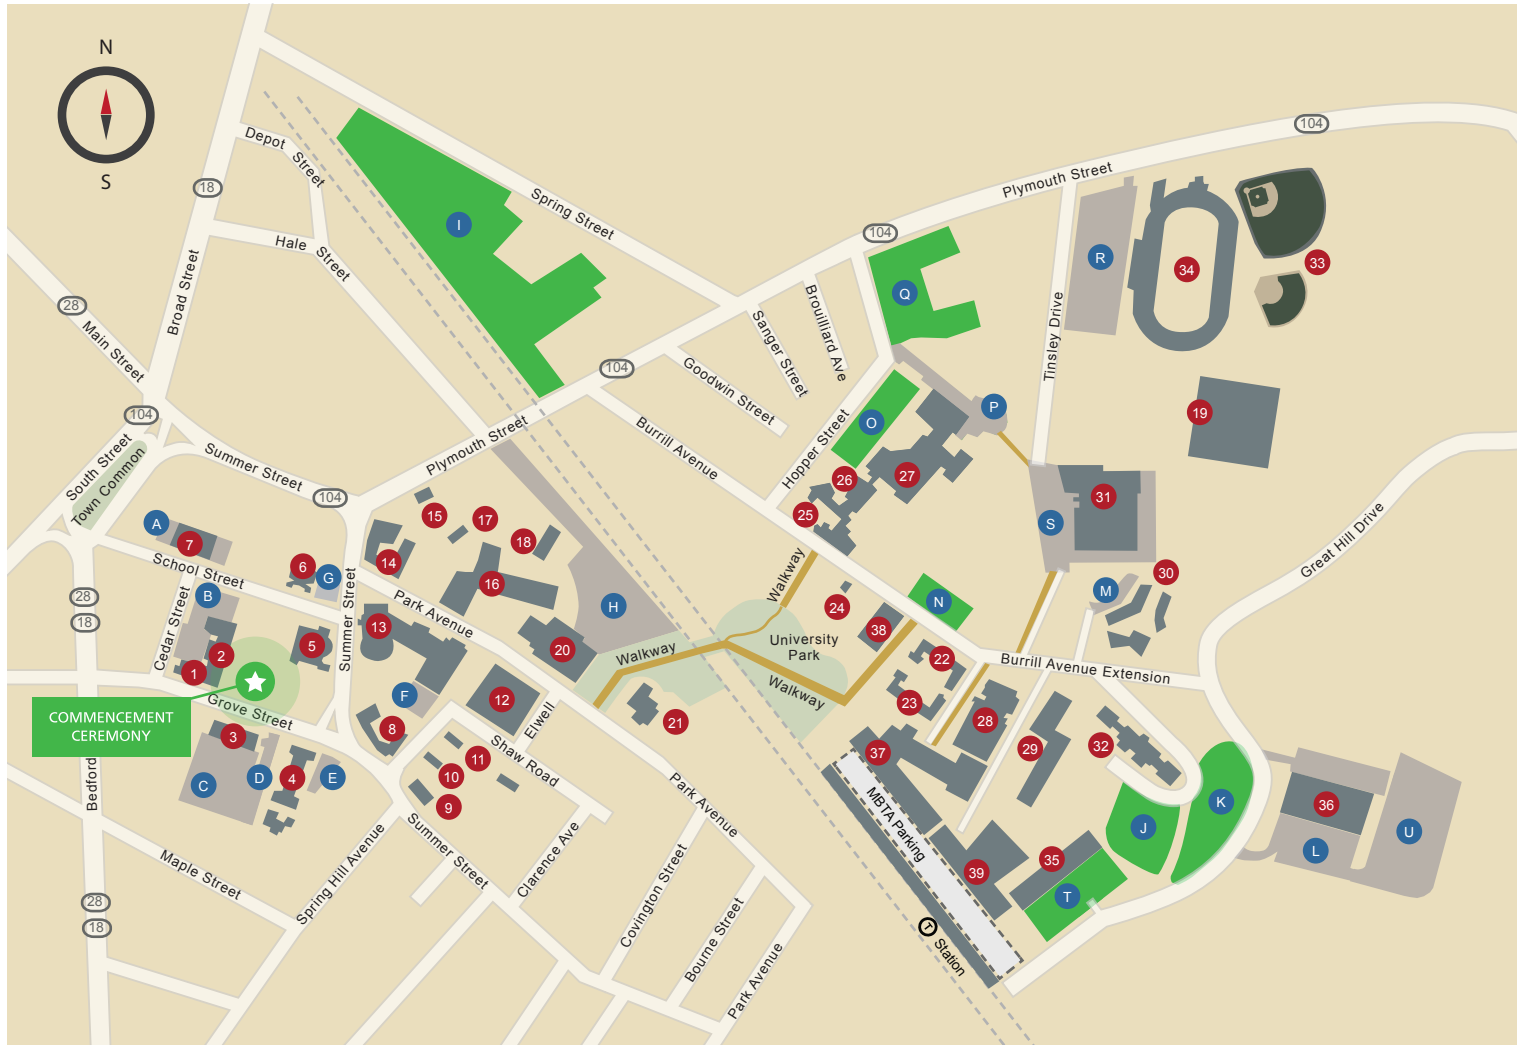 N
S
104
Plymouth Street
Depot Street
18
Spring Street
I
104
Hale Street
Broad Street
R
34
33
Q
28
Main Street
Brouilliard Ave
Sanger Street
Tinsley Drive
104
Goodwin Street
104
P
19
O
South Street
Town Common
Summer Street
Plymouth Street
Burrill Avenue
Hopper Street
26
27
104
31
15
17
25
S
A
7
18
14
Great Hill Drive
School Street
6
G
16
Walkway
30
M
28
18
B
Cedar Street
Summer Street
Park Avenue
H
24
N
13
38
5
2
1
20
Walkway
University
Park
22
Burrill Avenue Extension
Walkway
F
12
23
Grove Street
COMMENCEMENT
CEREMONY
3
8
Elwell
21
28
29
32
37
Shaw Road
11
10
9
C
D
4
E
Bedford
MBTA Parking
Park Avenue
K
J
36
U
L
Summer Street
Clarence Ave
Maple Street
Spring Hill Avenue
35
39
T
28
18
Covington Street
Bourne Street
T Station
Park Avenue